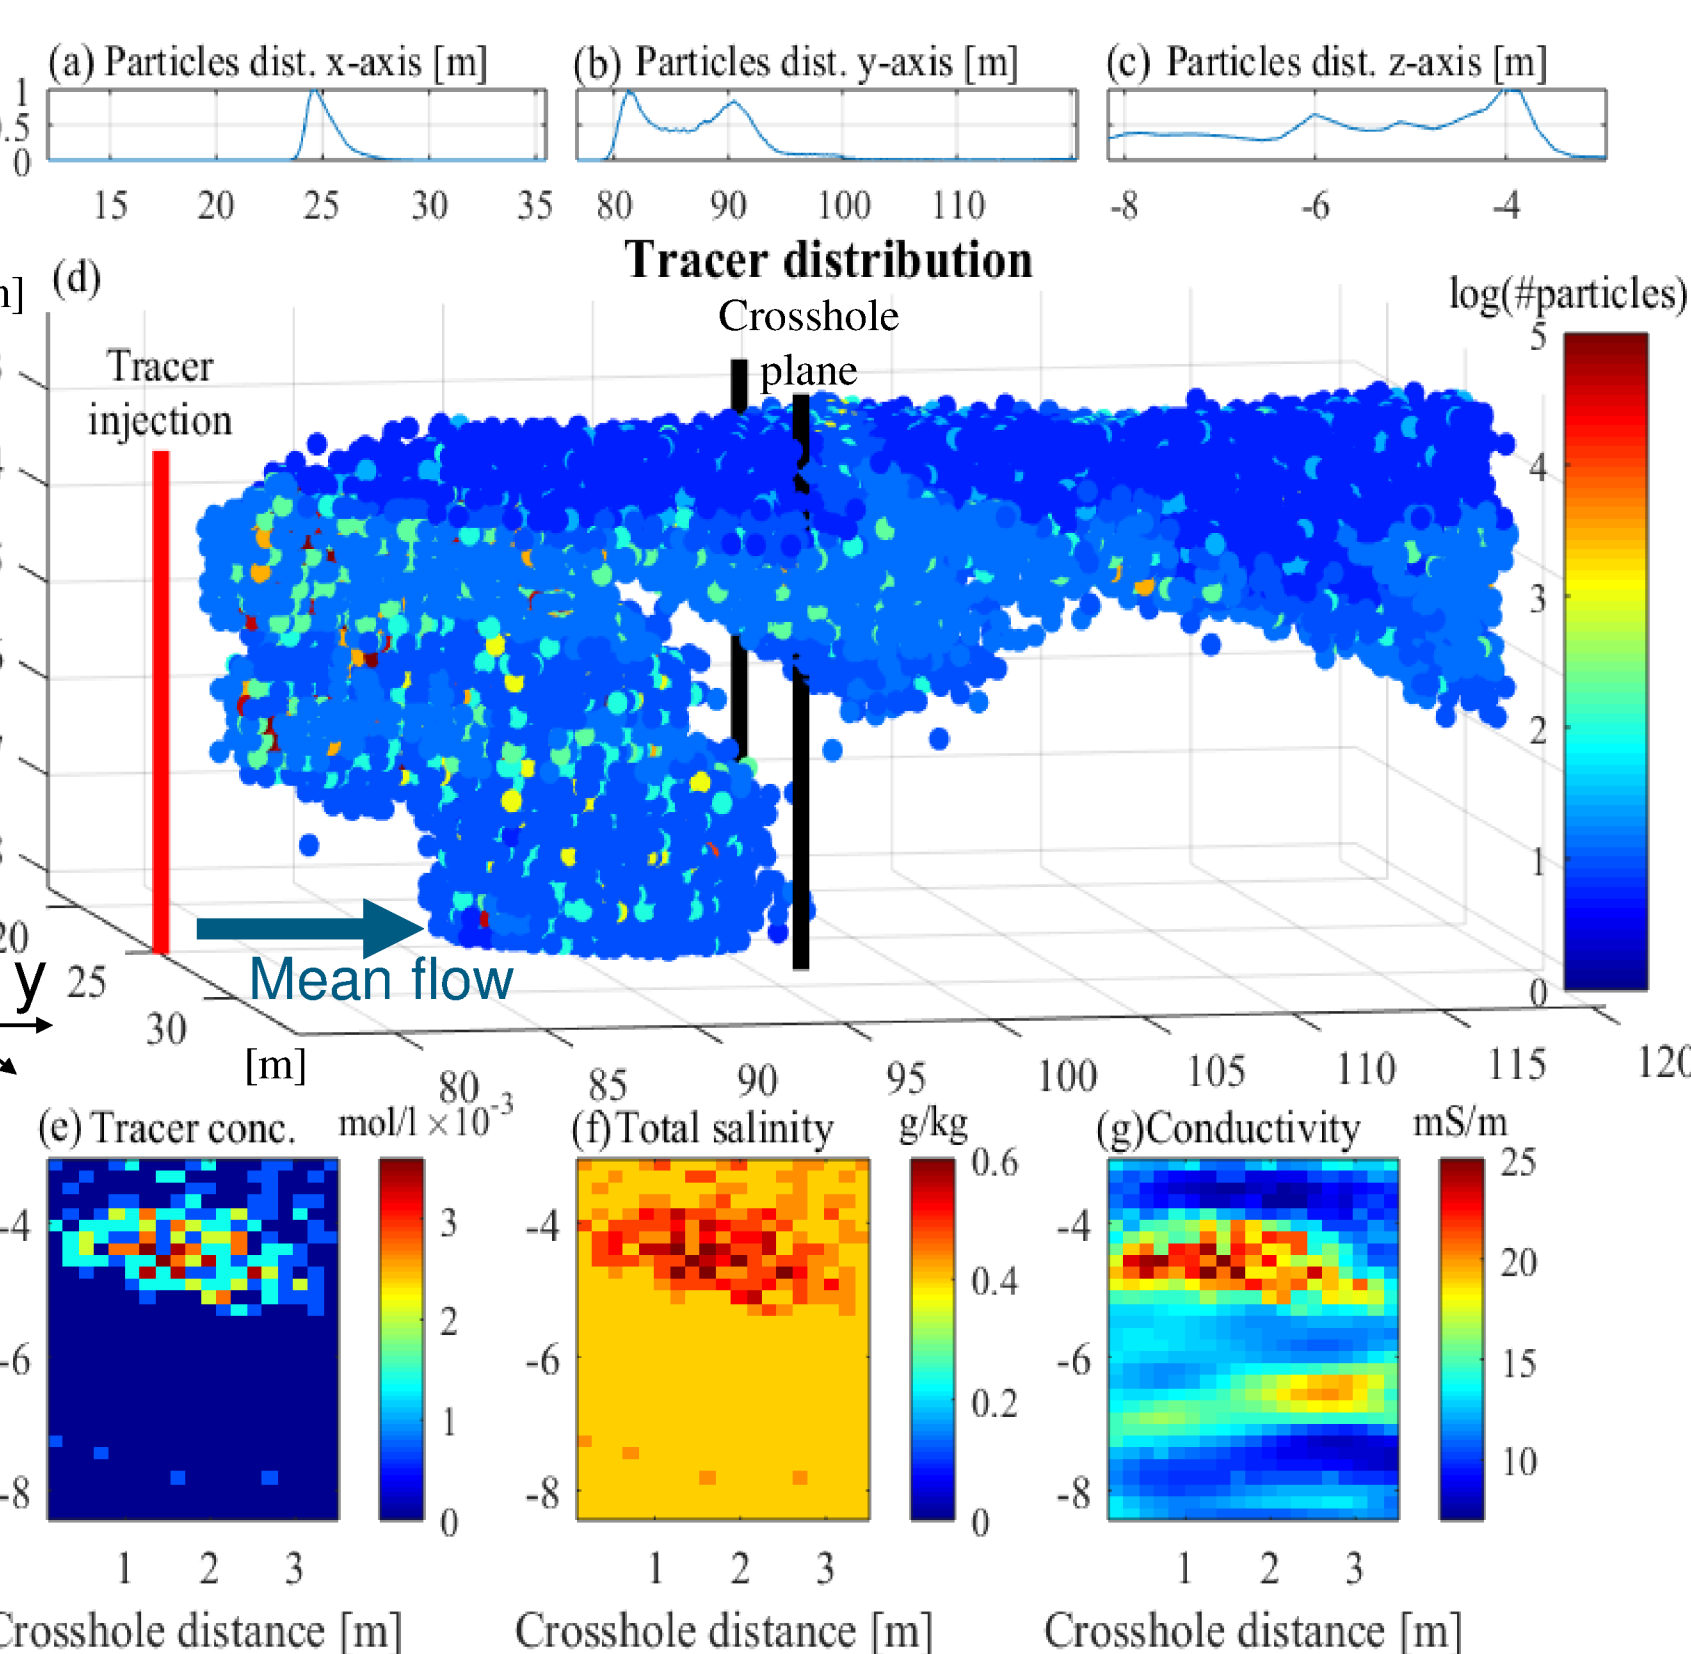 (a) Particles dist. x-axis [m]
(b) Particles dist. y-axis [m]
(c) Particles dist. z-axis [m]
1
0.5
0
15 20 25 30 35
80 90 100 110
-8 -6 -4
Tracer distribution
(d)
Crosshole
plane
log(#particles)
Tracer
injection
5
4
3
2
1
0
Mean flow
y
20
25
30
[m]
80 85 90 95 100 105 110 115 120
(e) Tracer conc.
mol/l ×10-3
-4
-6
-8
3
2
1
0
1 2 3
Crosshole distance [m]
(f)Total salinity
g/kg
-4
-6
-8
0.6
0.4
0.2
0
1 2 3
Crosshole distance [m]
(g)Conductivity
mS/m
-4
-6
-8
25
20
15
10
1 2 3
Crosshole distance [m]